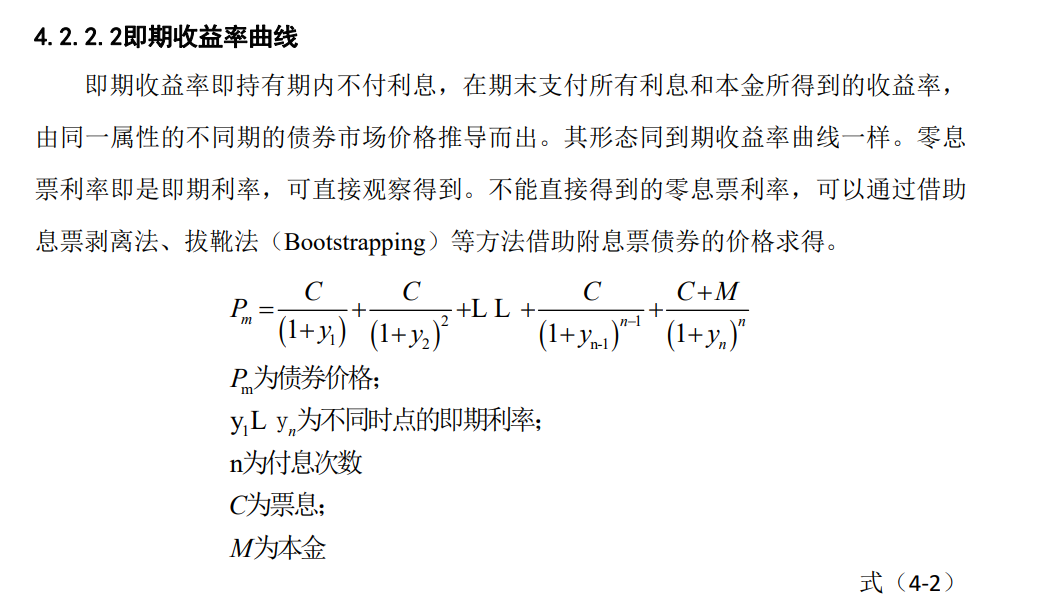 4.2.2.2即期收益率曲线
即期收益率即持有期内不付利息，在期末支付所有利息和本金所得到的收益率，
由同一属性的不同期的债券市场价格推导而出。其形态同到期收益率曲线一样。零息
票利率即是即期利率，可直接观察得到。不能直接得到的零息票利率，可以通过借助
息票剥离法、拔靴法（Bootstrapping）等方法借助附息票债券的价格求得。
P_m = C/(1+y_1) + C/(1+y_2)^2 +L L + C/(1+y_{n-1})^{n-1} + C+M/(1+y_n)^n
P_m为债券价格；
y_1L y_n为不同时点的即期利率；
n为付息次数
C为票息；
M为本金
式（4-2）